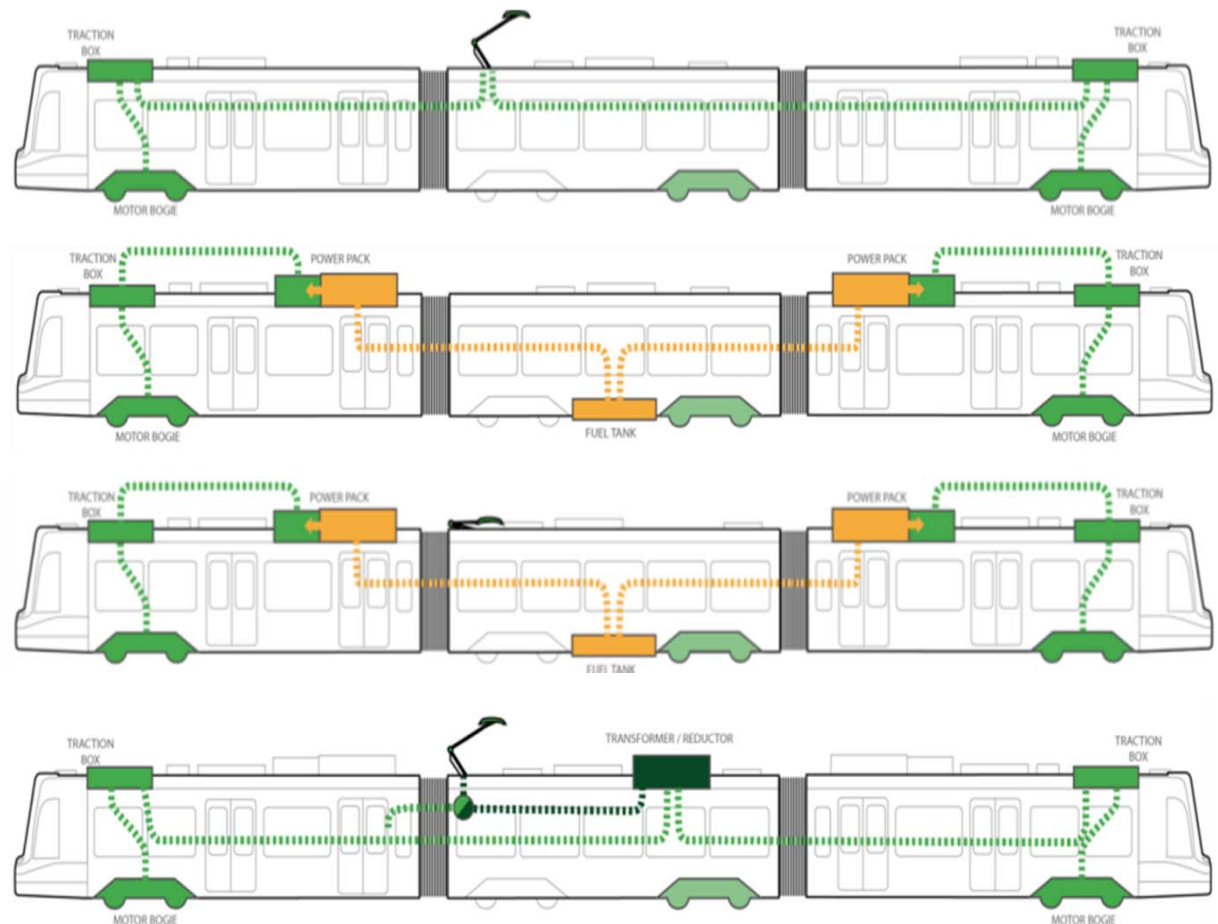 TRACTION
BOX
TRACTION
BOX
MOTOR BOGIE
MOTOR BOGIE
TRACTION
BOX
POWER PACK
POWER PACK
TRACTION
BOX
MOTOR BOGIE
FUEL TANK
MOTOR BOGIE
TRACTION
BOX
POWER PACK
POWER PACK
TRACTION
BOX
FUEL TANK
TRACTION
BOX
TRANSFORMER / REDUCTOR
TRACTION
BOX
MOTOR BOGIE
MOTOR BOGIE